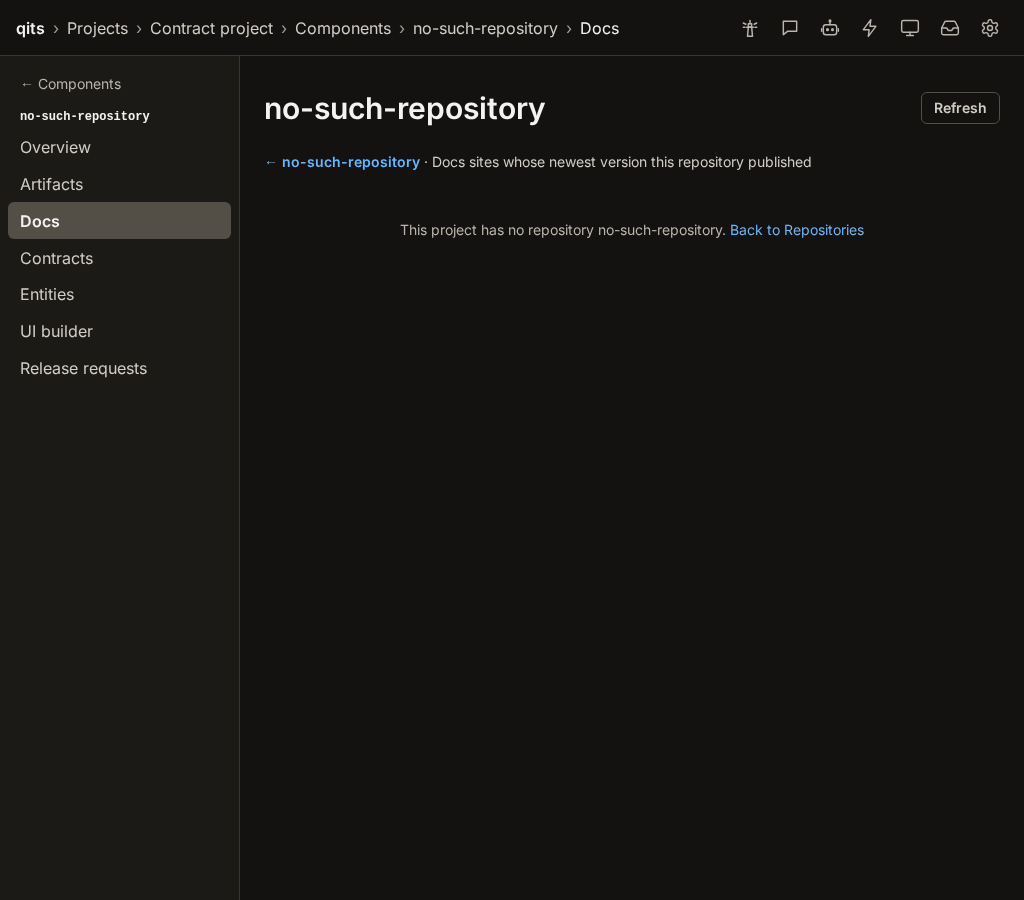 qits › Projects › Contract project › Components › no-such-repository › Docs
← Components
no-such-repository
Overview
Artifacts
Docs
Contracts
Entities
UI builder
Release requests
no-such-repository
Refresh
← no-such-repository · Docs sites whose newest version this repository published
This project has no repository no-such-repository. Back to Repositories